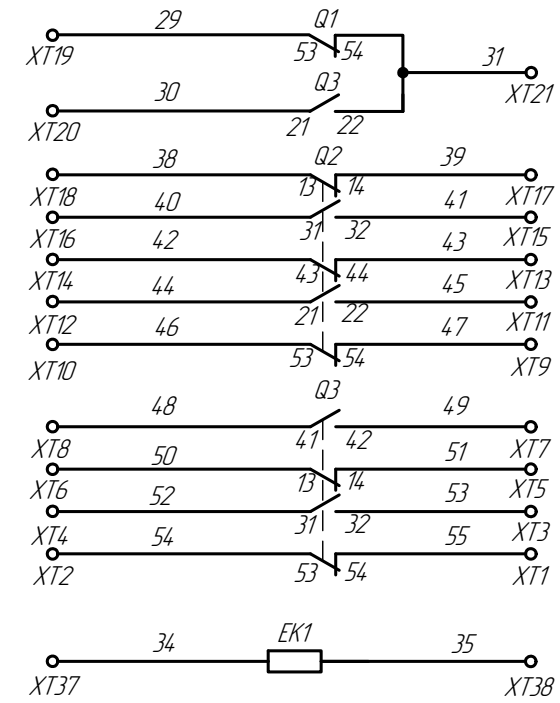 29 Q1
XT19 53 54 31
30 Q3 XT21
XT20 21 22
38 Q2 39
XT18 13 14 XT17
40 41
XT16 31 32 XT15
42 43
XT14 43 44 XT13
44 45
XT12 21 22 XT11
46 47
XT10 53 54 XT9
48 Q3 49
XT8 41 42 XT7
50 51
XT6 13 14 XT5
52 53
XT4 31 32 XT3
54 55
XT2 53 54 XT1
34 EK1 35
XT37 XT38